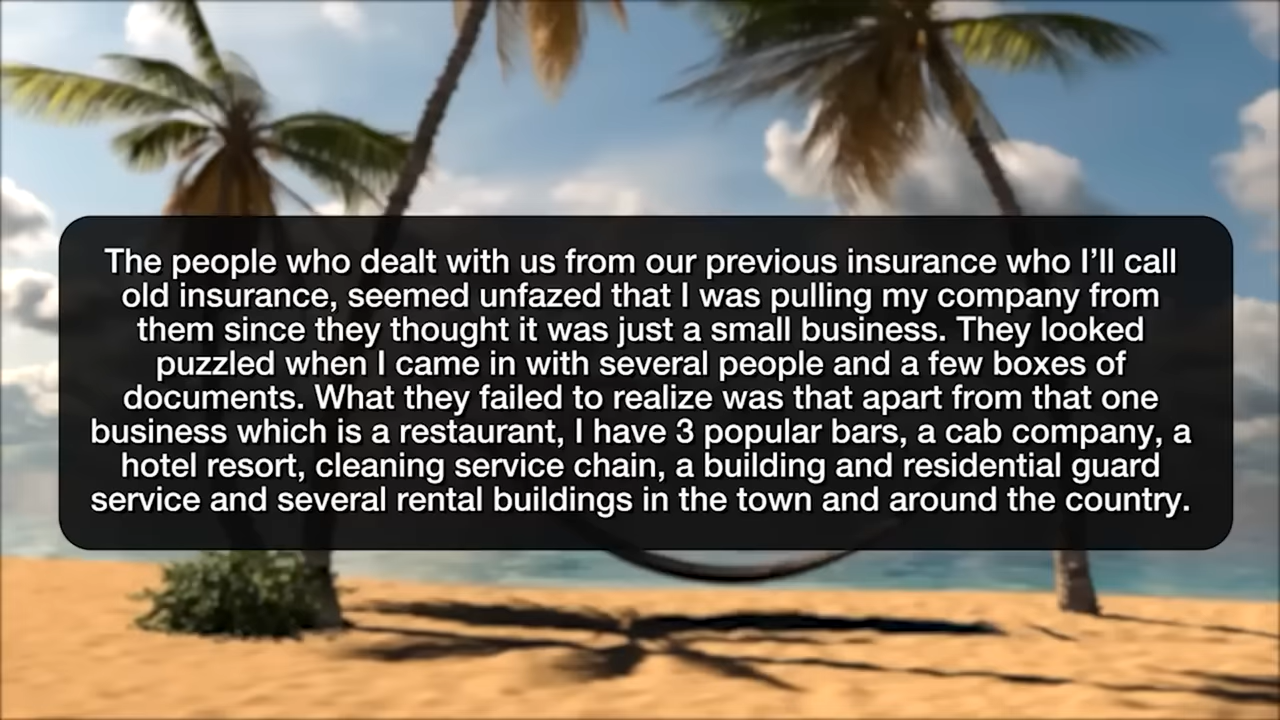 The people who dealt with us from our previous insurance who I’ll call
old insurance, seemed unfazed that I was pulling my company from
them since they thought it was just a small business. They looked
puzzled when I came in with several people and a few boxes of
documents. What they failed to realize was that apart from that one
business which is a restaurant, I have 3 popular bars, a cab company, a
hotel resort, cleaning service chain, a building and residential guard
service and several rental buildings in the town and around the country.